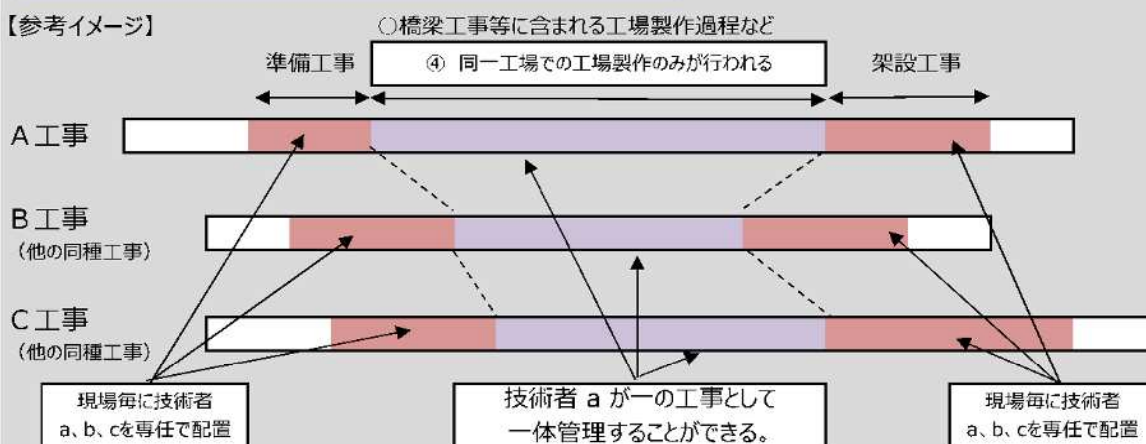 【参考イメージ】
○橋梁工事等に含まれる工場製作過程など
準備工事
④ 同一工場での工場製作のみが行われる
架設工事
A工事
B工事
（他の同種工事）
C工事
（他の同種工事）
現場毎に技術者
a、b、cを専任で配置
技術者 a が一の工事として
一体管理することができる。
現場毎に技術者
a、b、cを専任で配置